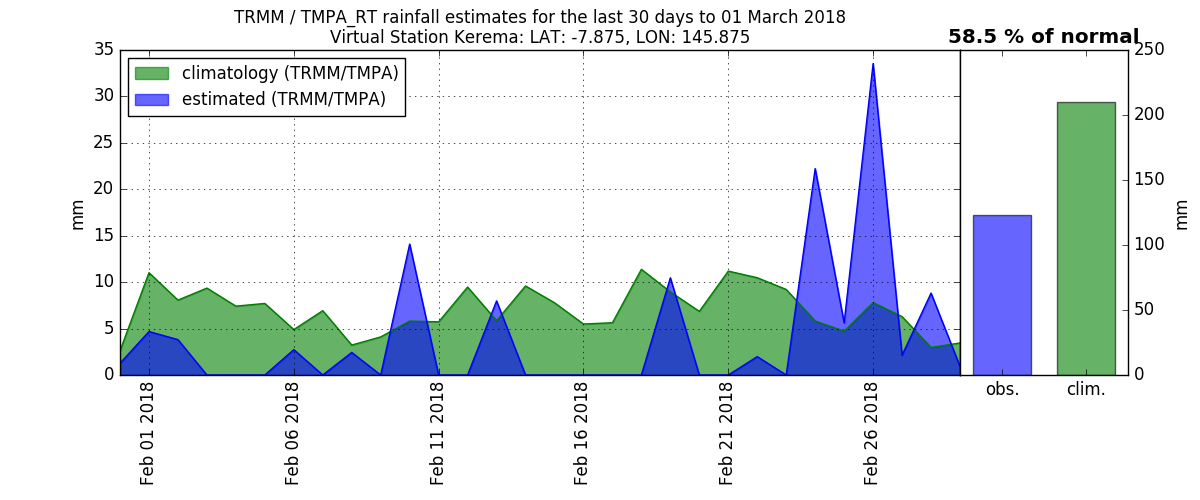 TRMM / TMPA_RT rainfall estimates for the last 30 days to 01 March 2018
Virtual Station Kerema: LAT: -7.875, LON: 145.875
58.5 % of normal
climatology (TRMM/TMPA)
estimated (TRMM/TMPA)
35
30
25
20
15
10
5
0
mm
Feb 01 2018
Feb 06 2018
Feb 11 2018
Feb 16 2018
Feb 21 2018
Feb 26 2018
250
200
150
100
50
0
mm
obs.
clim.